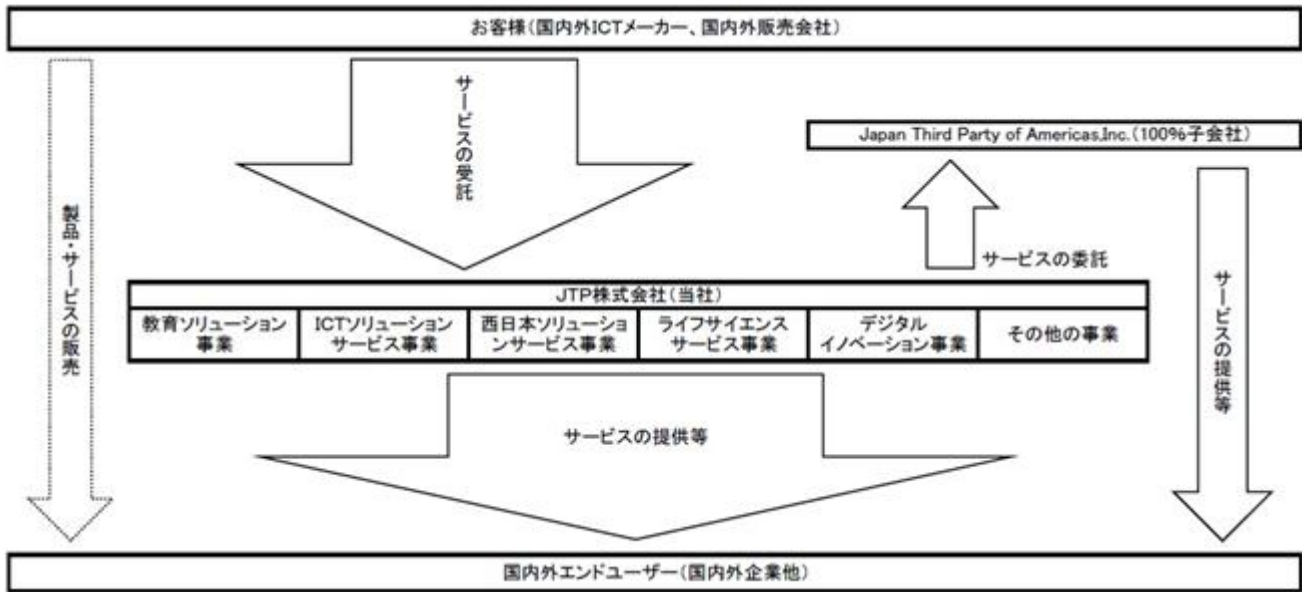 お客様(国内外ICTメーカー、国内外販売会社)
サービスの受託
Japan Third Party of Americas,Inc.(100%子会社)
製品・サービスの販売
サービスの委託
サービスの提供等
JTP株式会社(当社)
教育ソリューション
事業
ICTソリューション
サービス事業
西日本ソリューショ
ンサービス事業
ライフサイエンス
サービス事業
デジタル
イノベーション事業
その他の事業
サービスの提供等
国内外エンドユーザー(国内外企業他)